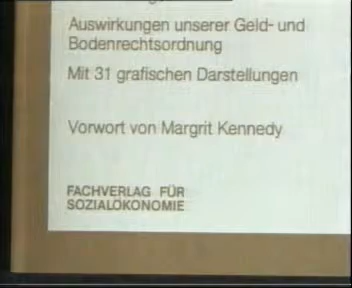 Auswirkungen unserer Geld- und
Bodenrechtsordnung
Mit 31 grafischen Darstellungen
Vorwort von Margrit Kennedy
FACHVERLAG FÜR
SOZIALÖKONOMIE